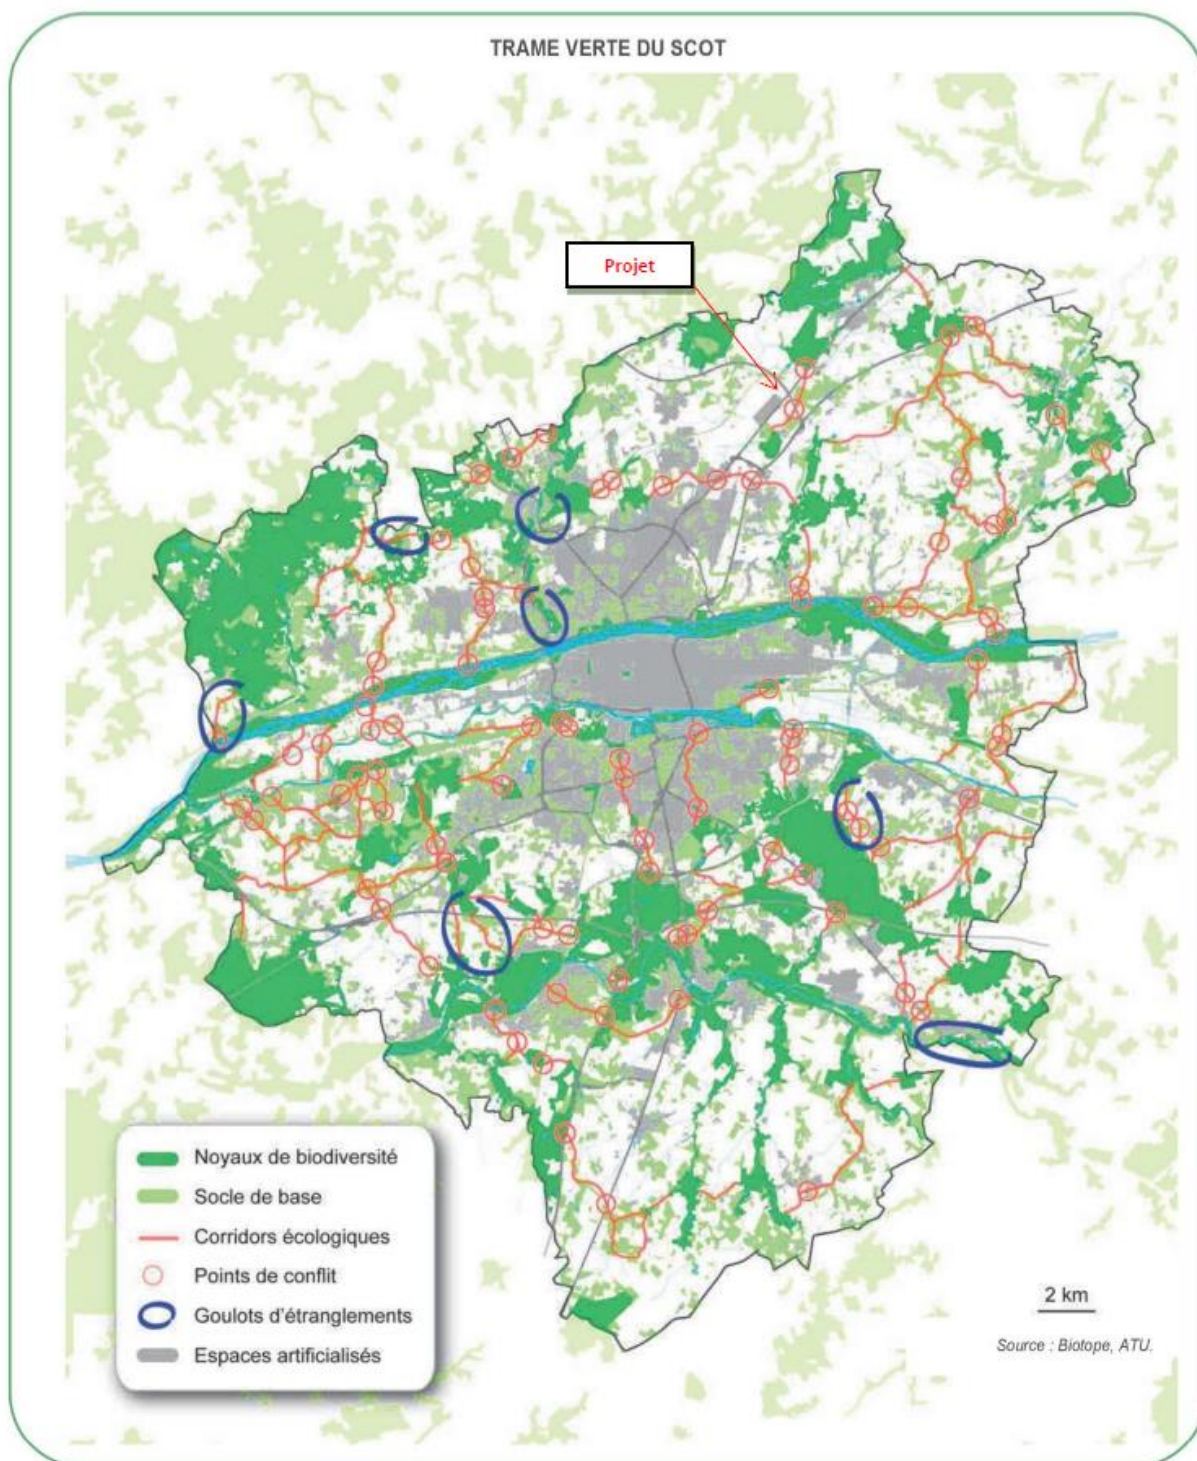 TRAME VERTE DU SCOT
Projet
Noyaux de biodiversité
Socle de base
Corridors écologiques
Points de conflit
Goulots d'étranglements
Espaces artificialisés
2 km
Source : Biotope, ATU.